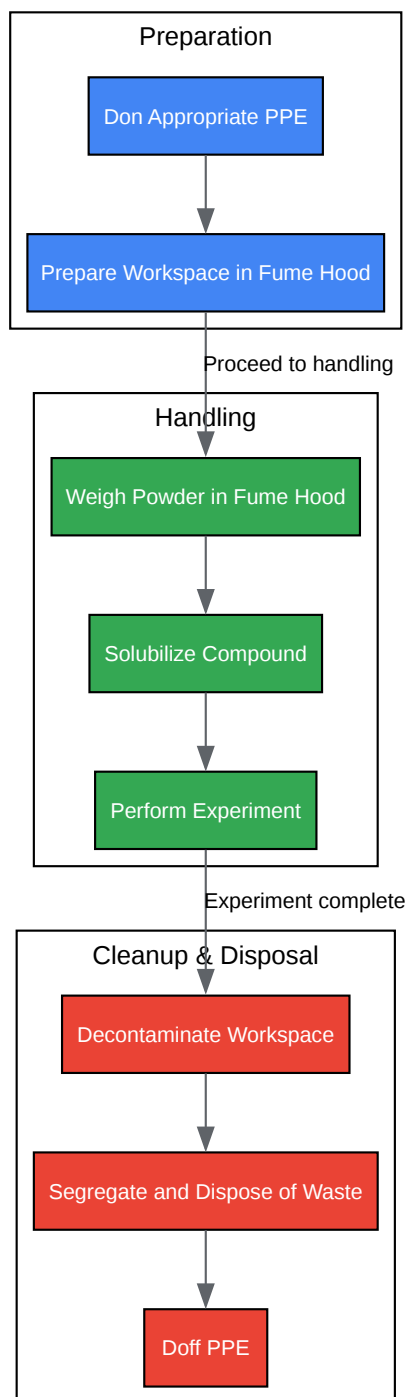 Preparation
Don Appropriate PPE
Prepare Workspace in Fume Hood
Proceed to handling
Handling
Weigh Powder in Fume Hood
Solubilize Compound
Perform Experiment
Experiment complete
Cleanup & Disposal
Decontaminate Workspace
Segregate and Dispose of Waste
Doff PPE